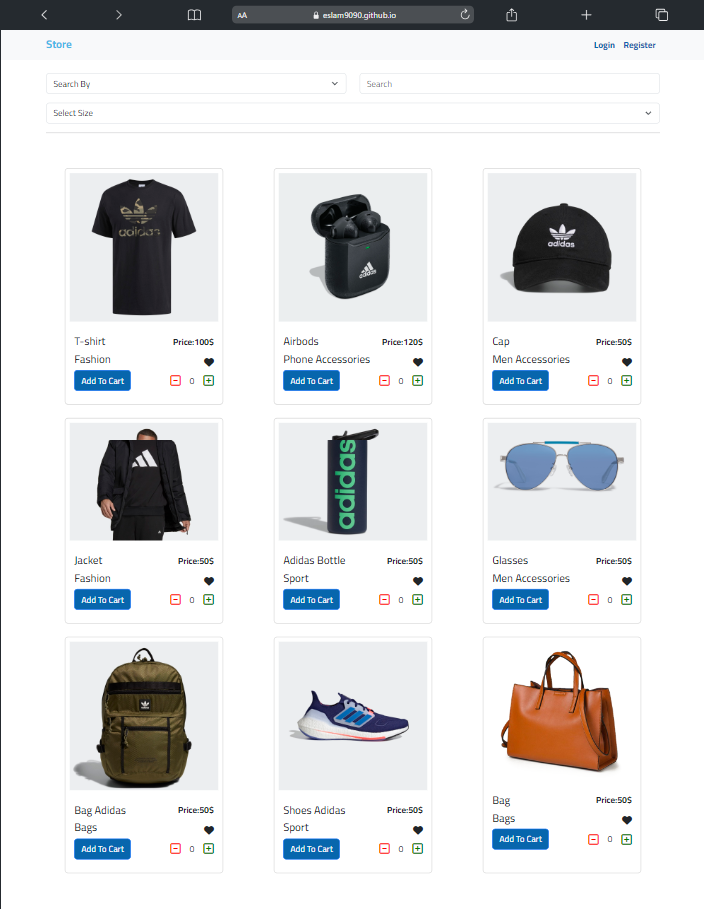 AA eslam9090.github.io
Store Login Register
Search By Search
Select Size
adidas
adidas
adidas
T-shirt Price:100$
Fashion
Add To Cart 0
Airbods Price:120$
Phone Accessories
Add To Cart 0
Cap Price:50$
Men Accessories
Add To Cart 0
adidas
Jacket Price:50$
Fashion
Add To Cart 0
Adidas Bottle Price:50$
Sport
Add To Cart 0
Glasses Price:50$
Men Accessories
Add To Cart 0
Bag Adidas Price:50$
Bags
Add To Cart 0
Shoes Adidas Price:50$
Sport
Add To Cart 0
Bag Price:50$
Bags
Add To Cart 0